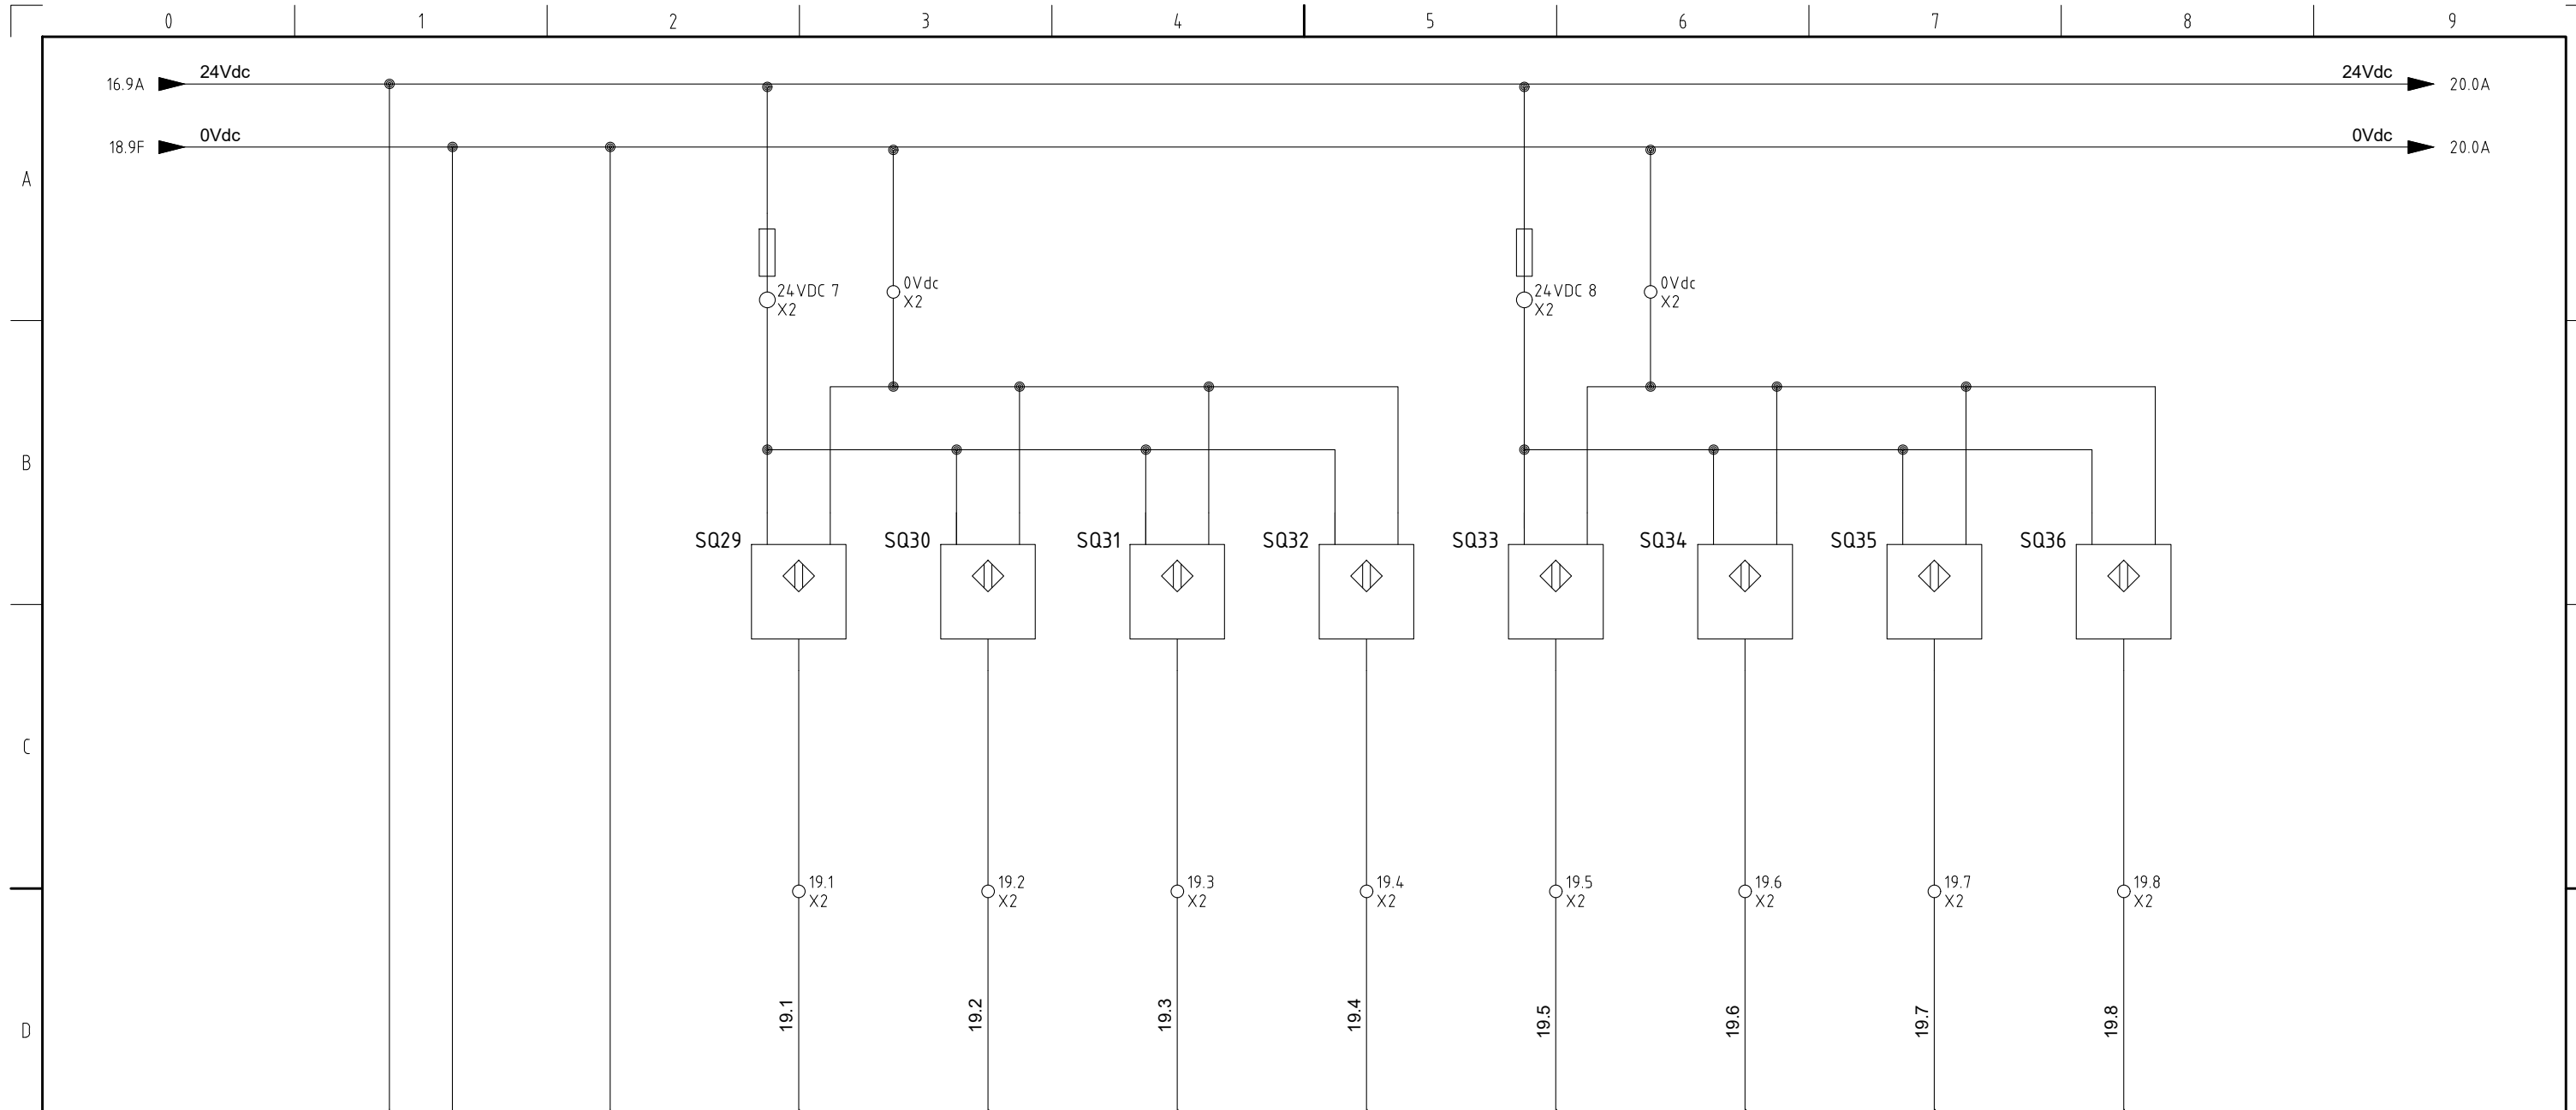 0 1 2 3 4 5 6 7 8 9
16.9A 24Vdc 24Vdc 20.0A
18.9F 0Vdc 0Vdc 20.0A
A
24VDC 7 0Vdc 24VDC 8 0Vdc
X2 X2 X2 X2
B
SQ29 SQ30 SQ31 SQ32 SQ33 SQ34 SQ35 SQ36
C
19.1 19.2 19.3 19.4 19.5 19.6 19.7 19.8
X2 X2 X2 X2 X2 X2 X2 X2
19.1 19.2 19.3 19.4 19.5 19.6 19.7 19.8
D